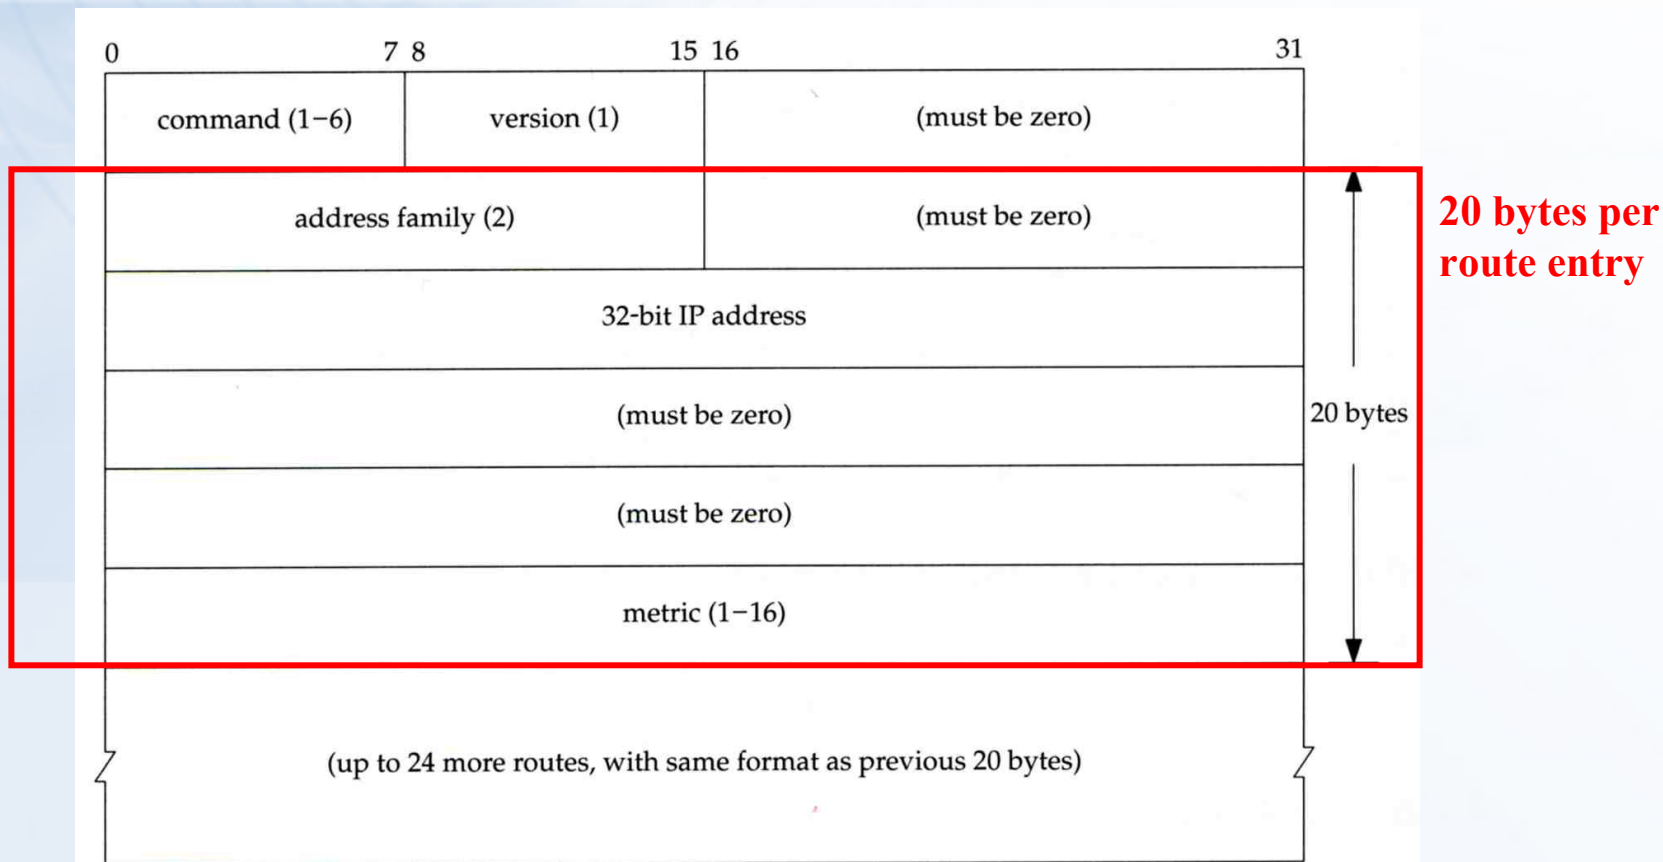 0 7 8 15 16 31
command (1−6) version (1) (must be zero)
address family (2) (must be zero)
32-bit IP address
(must be zero)
(must be zero)
metric (1−16)
20 bytes
20 bytes per
route entry
(up to 24 more routes, with same format as previous 20 bytes)